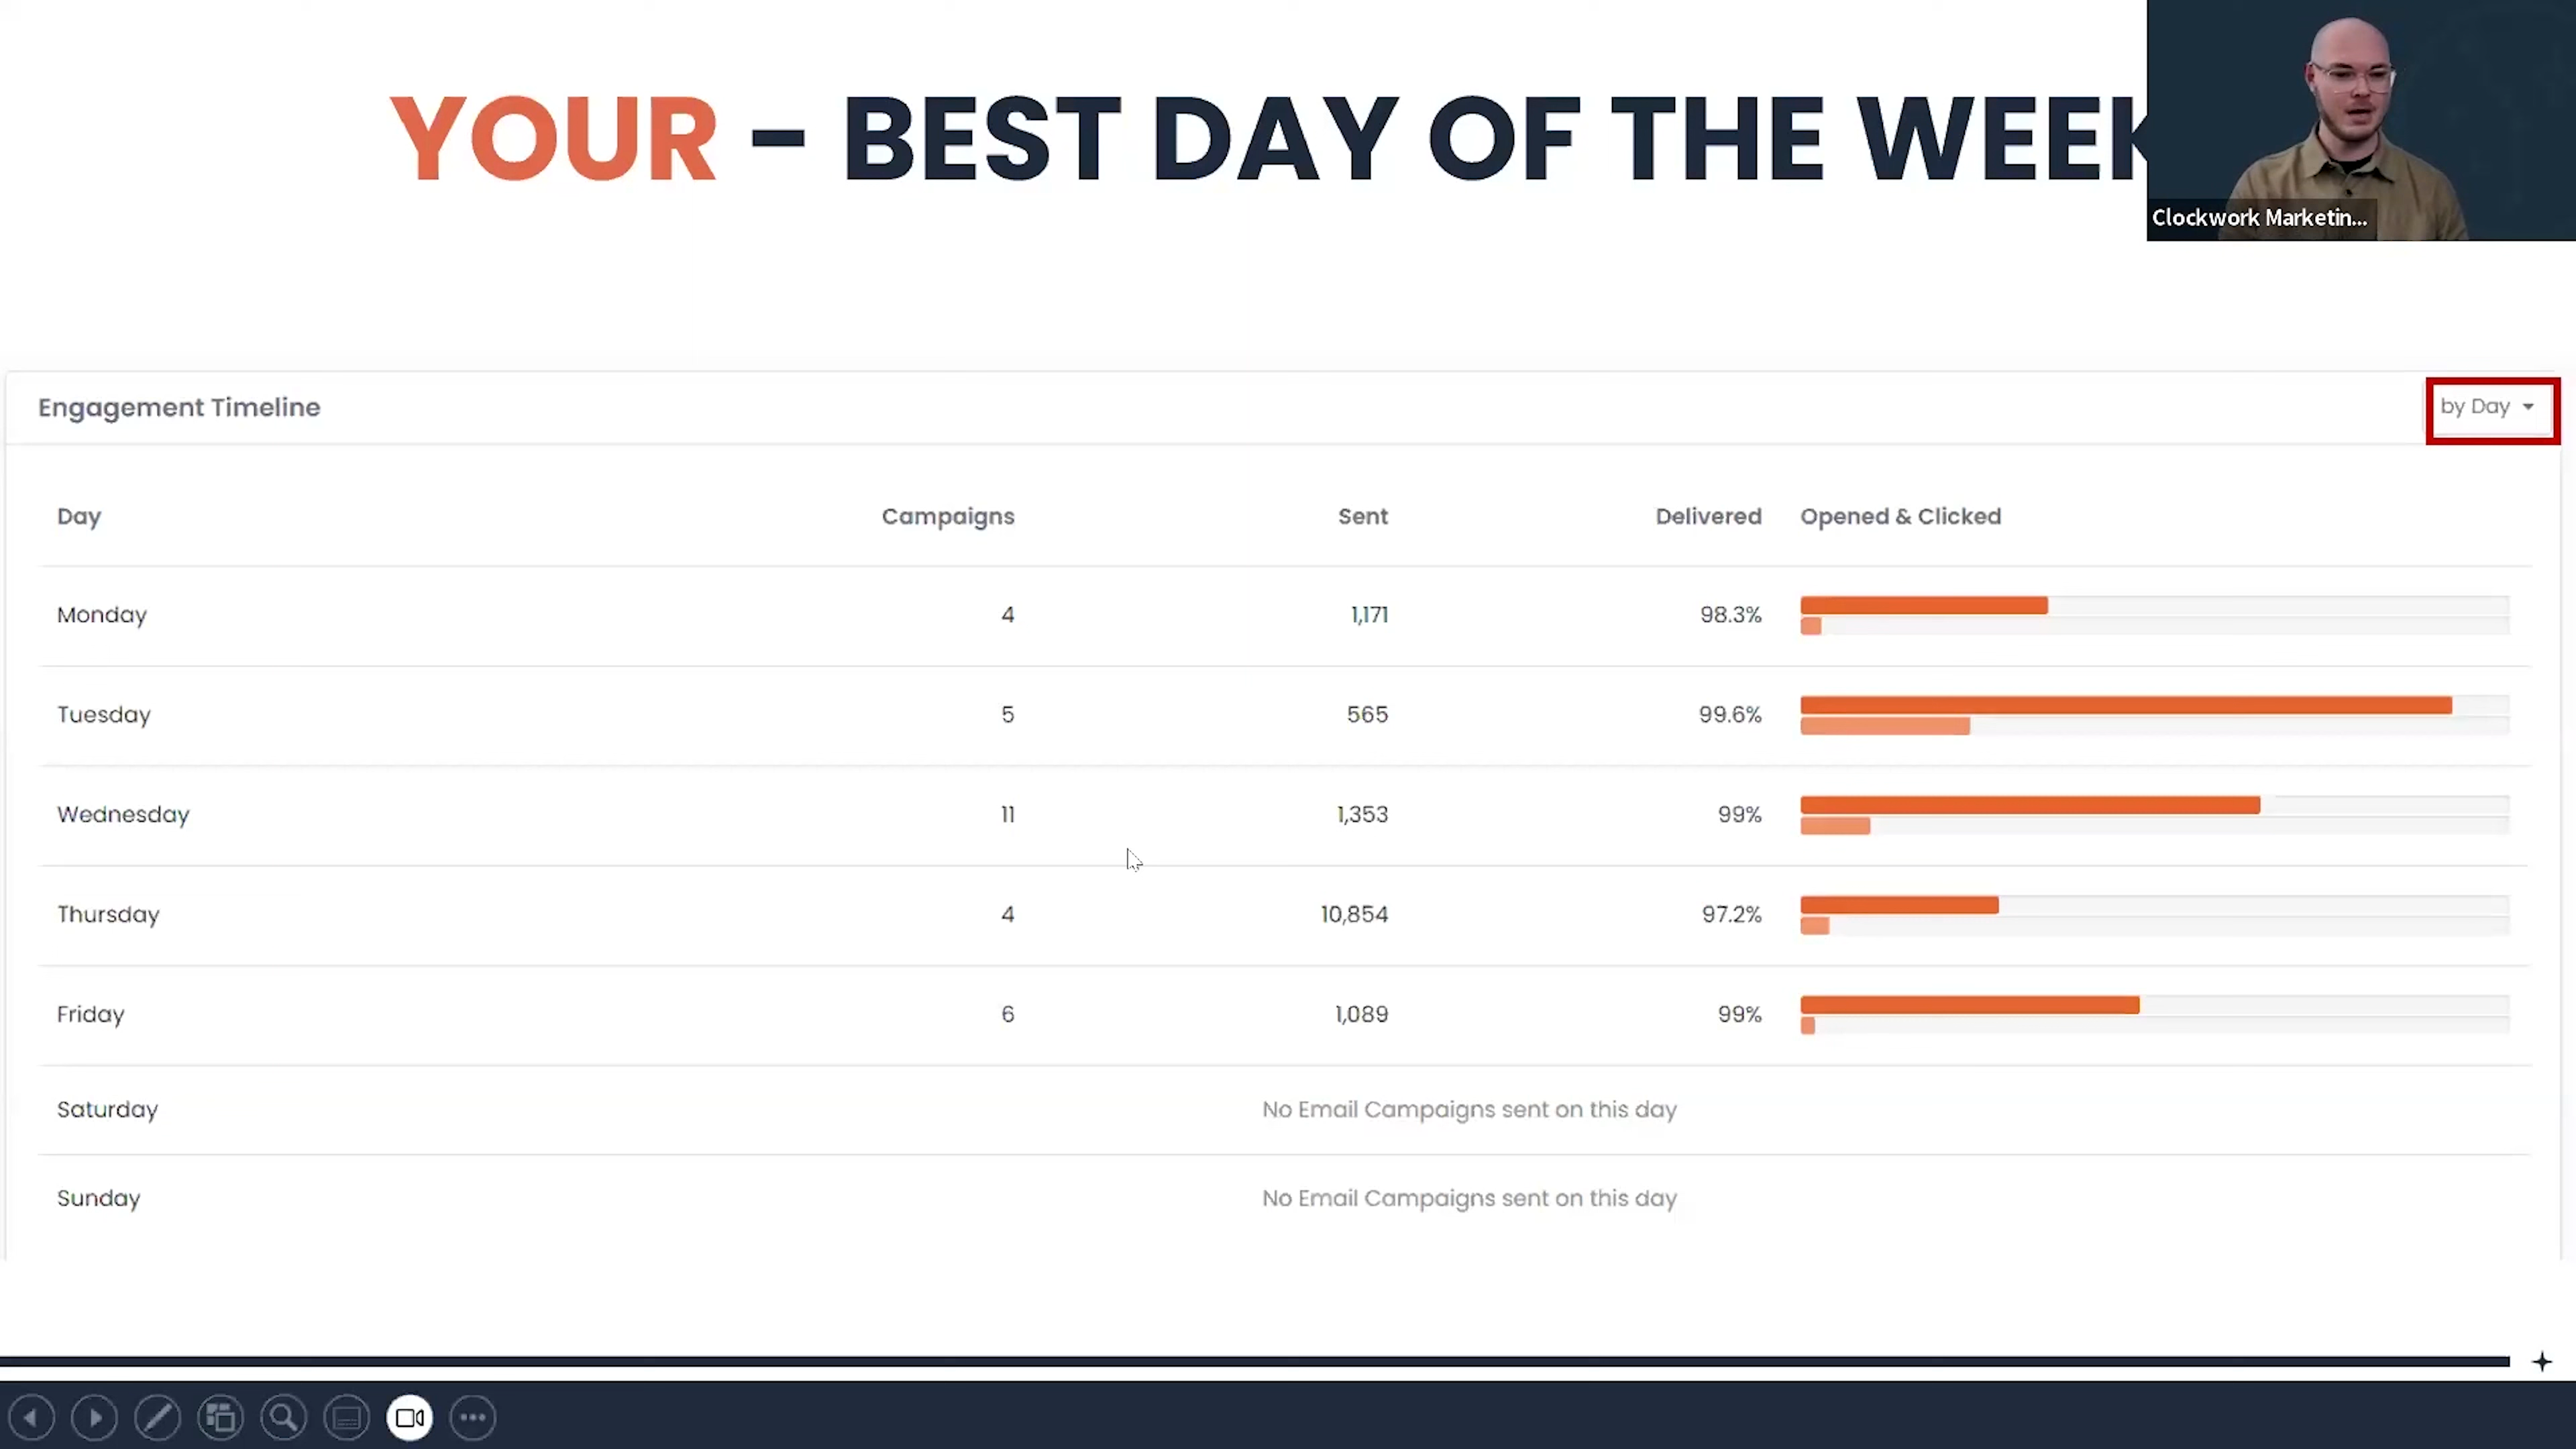 YOUR - BEST DAY OF THE WEEK
Clockwork Marketin...
Engagement Timeline
by Day
Day Campaigns Sent Delivered Opened & Clicked
Monday 4 1,171 98.3%
Tuesday 5 565 99.6%
Wednesday 11 1,353 99%
Thursday 4 10,854 97.2%
Friday 6 1,089 99%
Saturday No Email Campaigns sent on this day
Sunday No Email Campaigns sent on this day